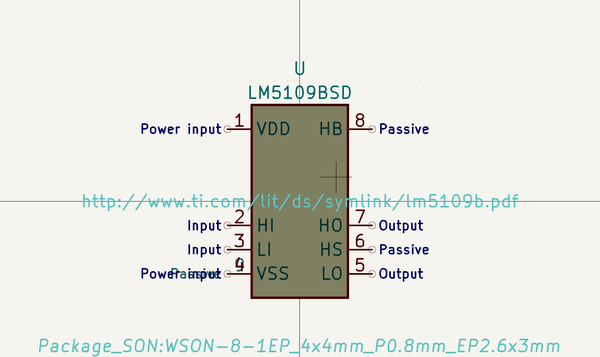 U
LM5109BSD
Power input 1 VDD HB 8 Passive
http://www.ti.com/lit/ds/symlink/lm5109b.pdf
Input 2 HI HO 7 Output
Input 3 LI HS 6 Passive
Power input 4 VSS LO 5 Output
Package_SON:WSON-8-1EP_4x4mm_P0.8mm_EP2.6x3mm